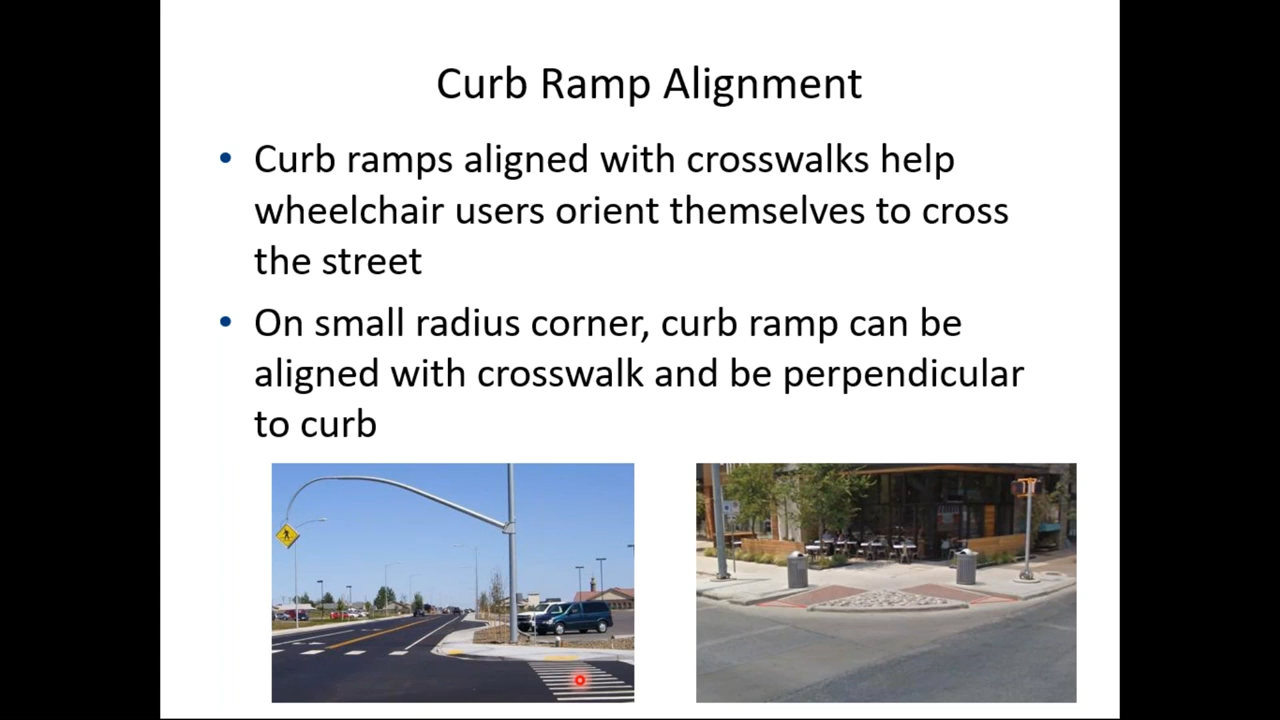 Curb Ramp Alignment
• Curb ramps aligned with crosswalks help
wheelchair users orient themselves to cross
the street
• On small radius corner, curb ramp can be
aligned with crosswalk and be perpendicular
to curb